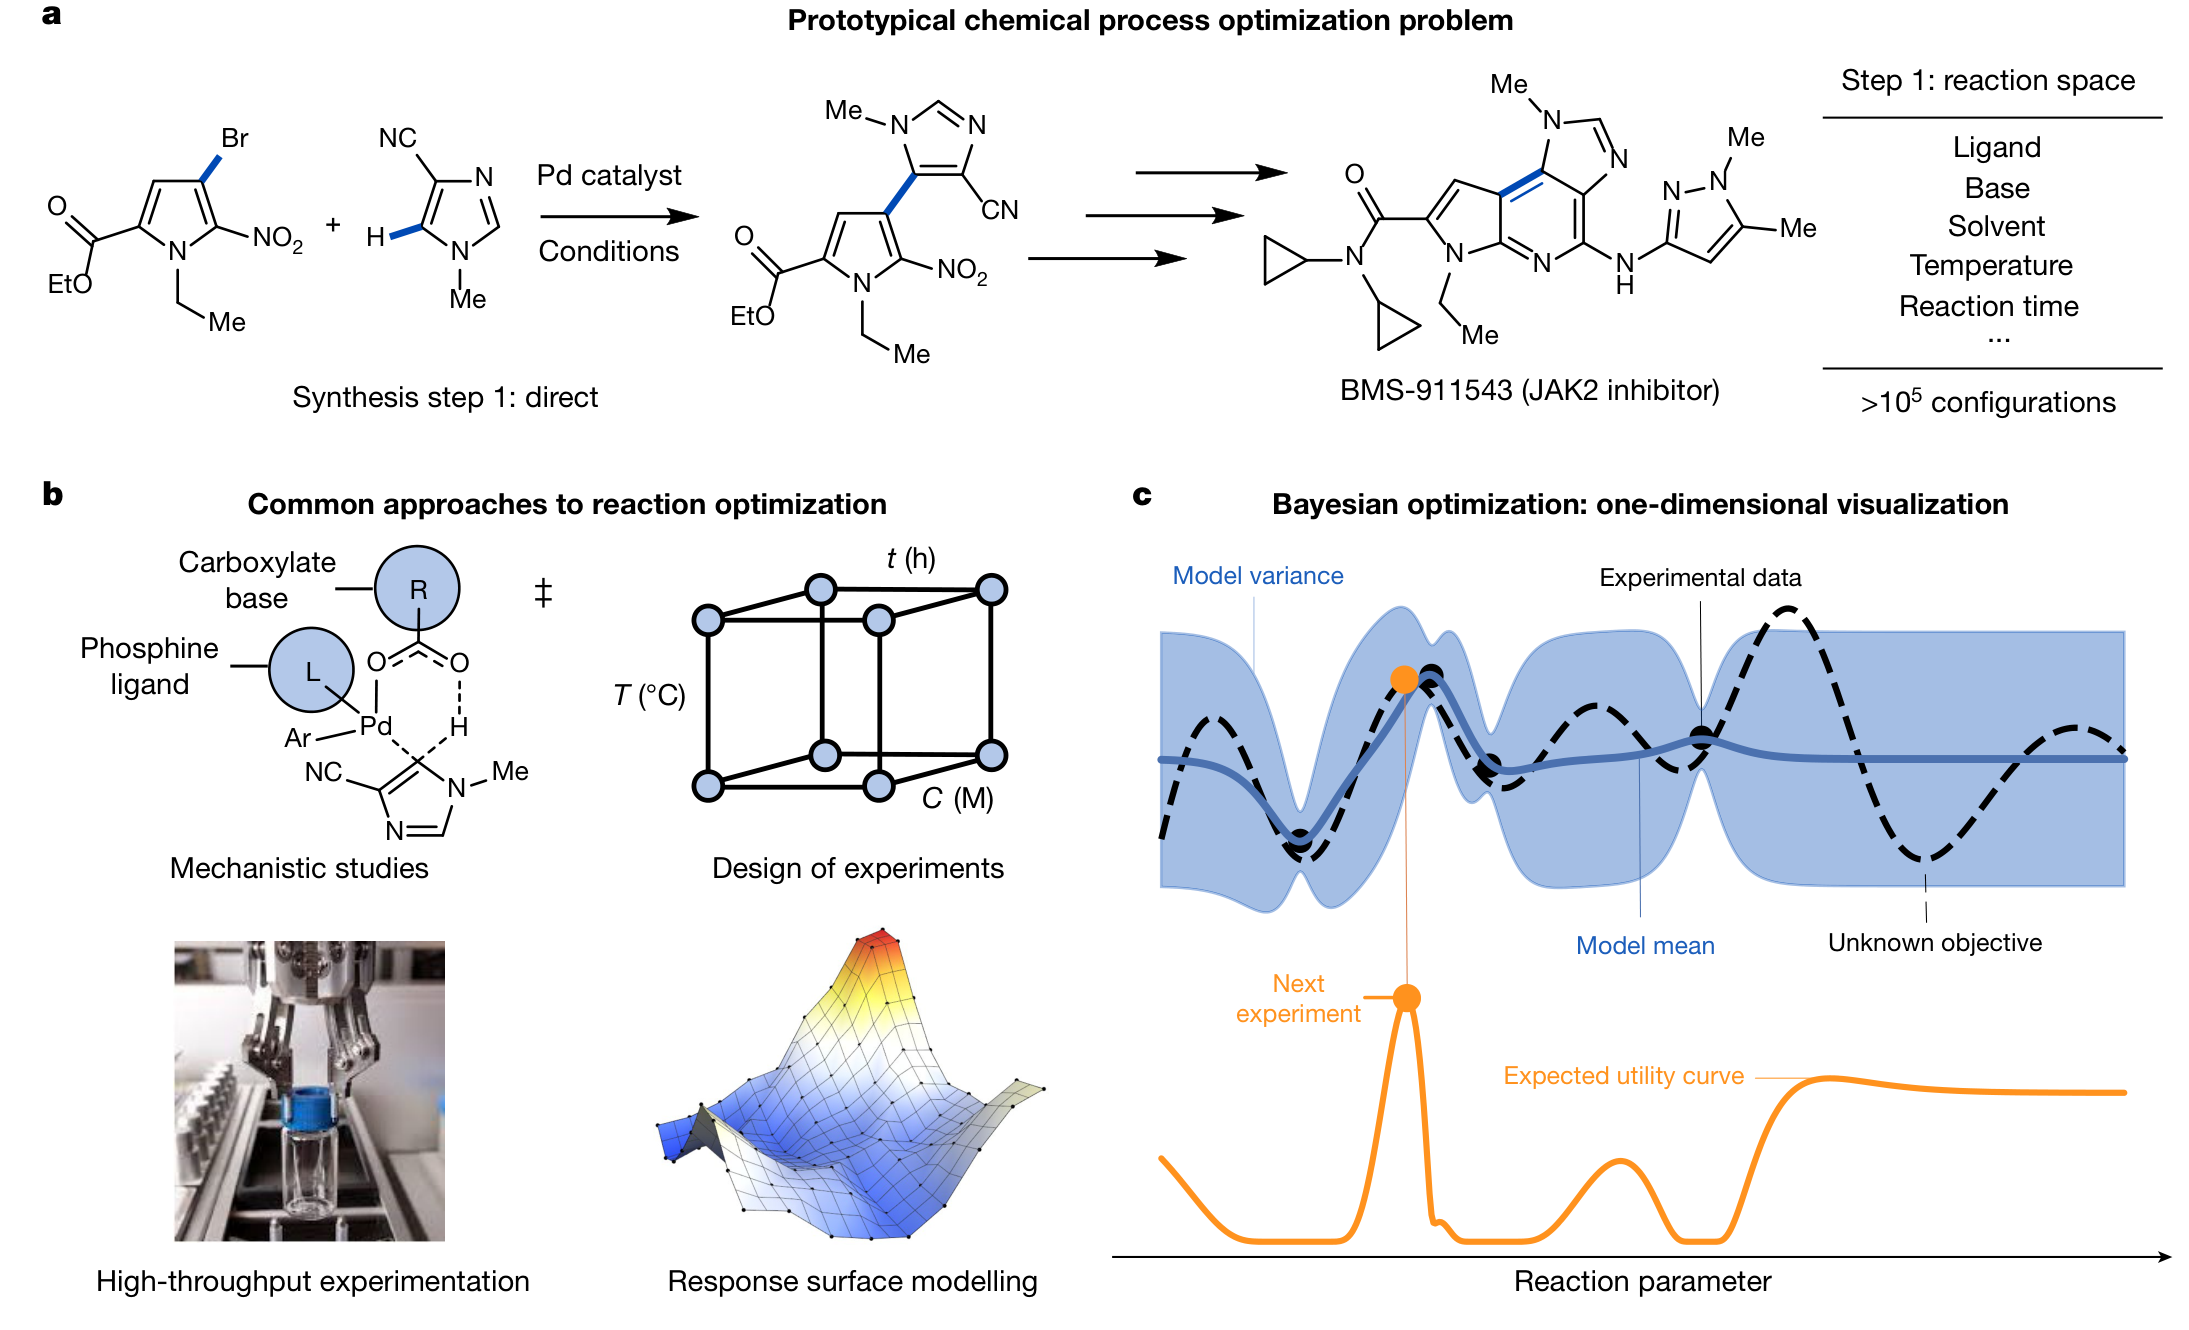 a
Prototypical chemical process optimization problem
Br
O
EtO
N
NO2
Me
+
NC
N
H
N
Me
Pd catalyst
Conditions
Me
N
N
CN
O
EtO
N
NO2
Me
Me
N
N
O
N
N
N
Me
N
H
N
N
Me
Me
Step 1: reaction space
Ligand
Base
Solvent
Temperature
Reaction time
...
>10⁵ configurations
Synthesis step 1: direct
BMS-911543 (JAK2 inhibitor)
b
Common approaches to reaction optimization
Carboxylate
base
R
‡
Phosphine
ligand
L
O
O
Pd
H
Ar
NC
N
Me
N
Mechanistic studies
t (h)
T (°C)
C (M)
Design of experiments
High-throughput experimentation
Response surface modelling
c
Bayesian optimization: one-dimensional visualization
Model variance
Experimental data
Model mean
Unknown objective
Next
experiment
Expected utility curve
Reaction parameter